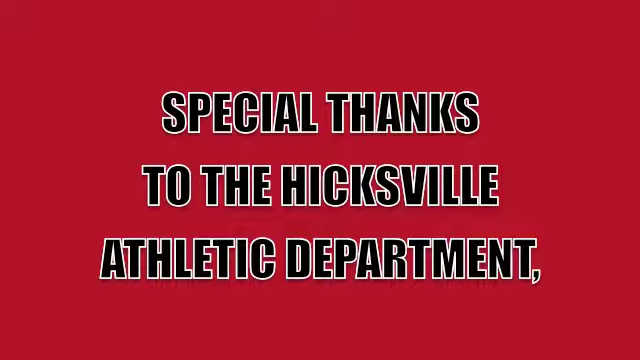 SPECIAL THANKS
TO THE HICKSVILLE
ATHLETIC DEPARTMENT,